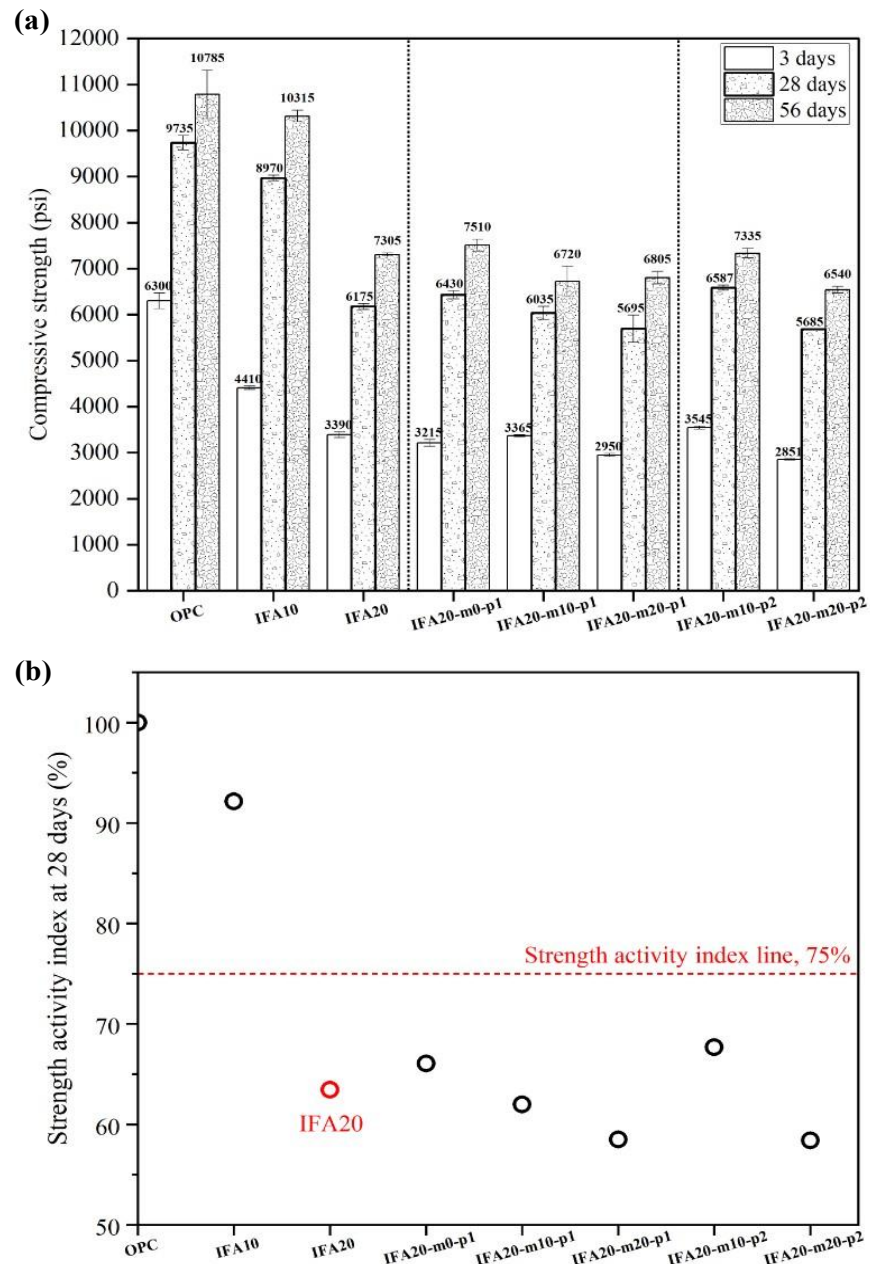 (a)
12000
11000
10000
9000
8000
7000
6000
5000
4000
3000
2000
1000
0
Compressive strength (psi)
3 days
28 days
56 days
6300
9735
10785
4410
8970
10315
3390
6175
7305
3215
6430
7510
3365
6035
6720
2950
5695
6805
3545
6587
7335
2851
5685
6540
OPC
IFA10
IFA20
IFA20-m0-p1
IFA20-m10-p1
IFA20-m20-p1
IFA20-m10-p2
IFA20-m20-p2
(b)
100
90
80
70
60
50
Strength activity index at 28 days (%)
Strength activity index line, 75%
IFA20
OPC
IFA10
IFA20
IFA20-m0-p1
IFA20-m10-p1
IFA20-m20-p1
IFA20-m10-p2
IFA20-m20-p2